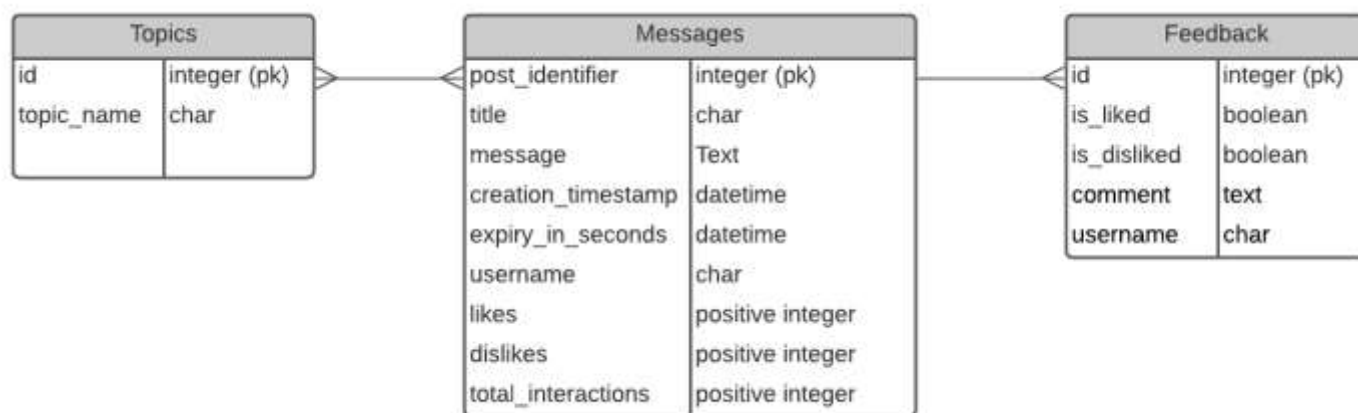 Topics
id integer (pk)
topic_name char
Messages
post_identifier integer (pk)
title char
message Text
creation_timestamp datetime
expiry_in_seconds datetime
username char
likes positive integer
dislikes positive integer
total_interactions positive integer
Feedback
id integer (pk)
is_liked boolean
is_disliked boolean
comment text
username char